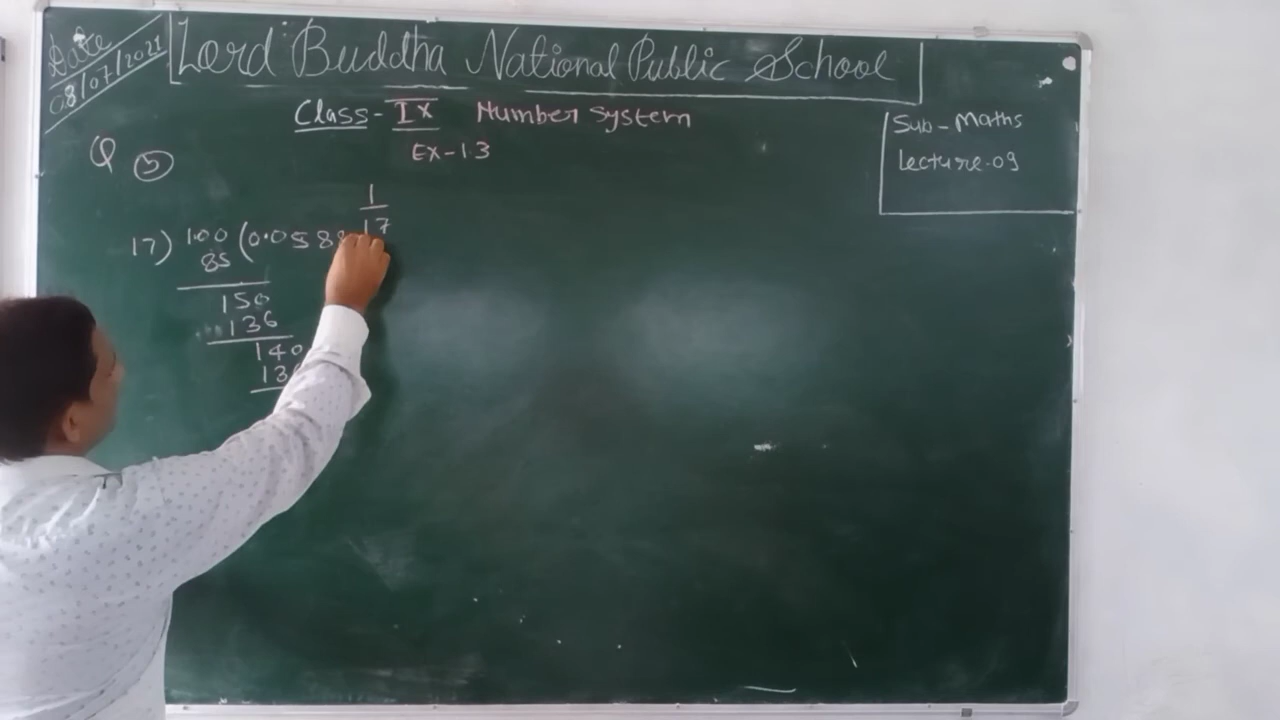 Date
08/07/2021
Lord Buddha National Public School
Class - IX Number System
EX-1.3
Sub-Maths
Lecture-09
Q 5
1
17
17) 100 (0.0588
85
150
136
140
13